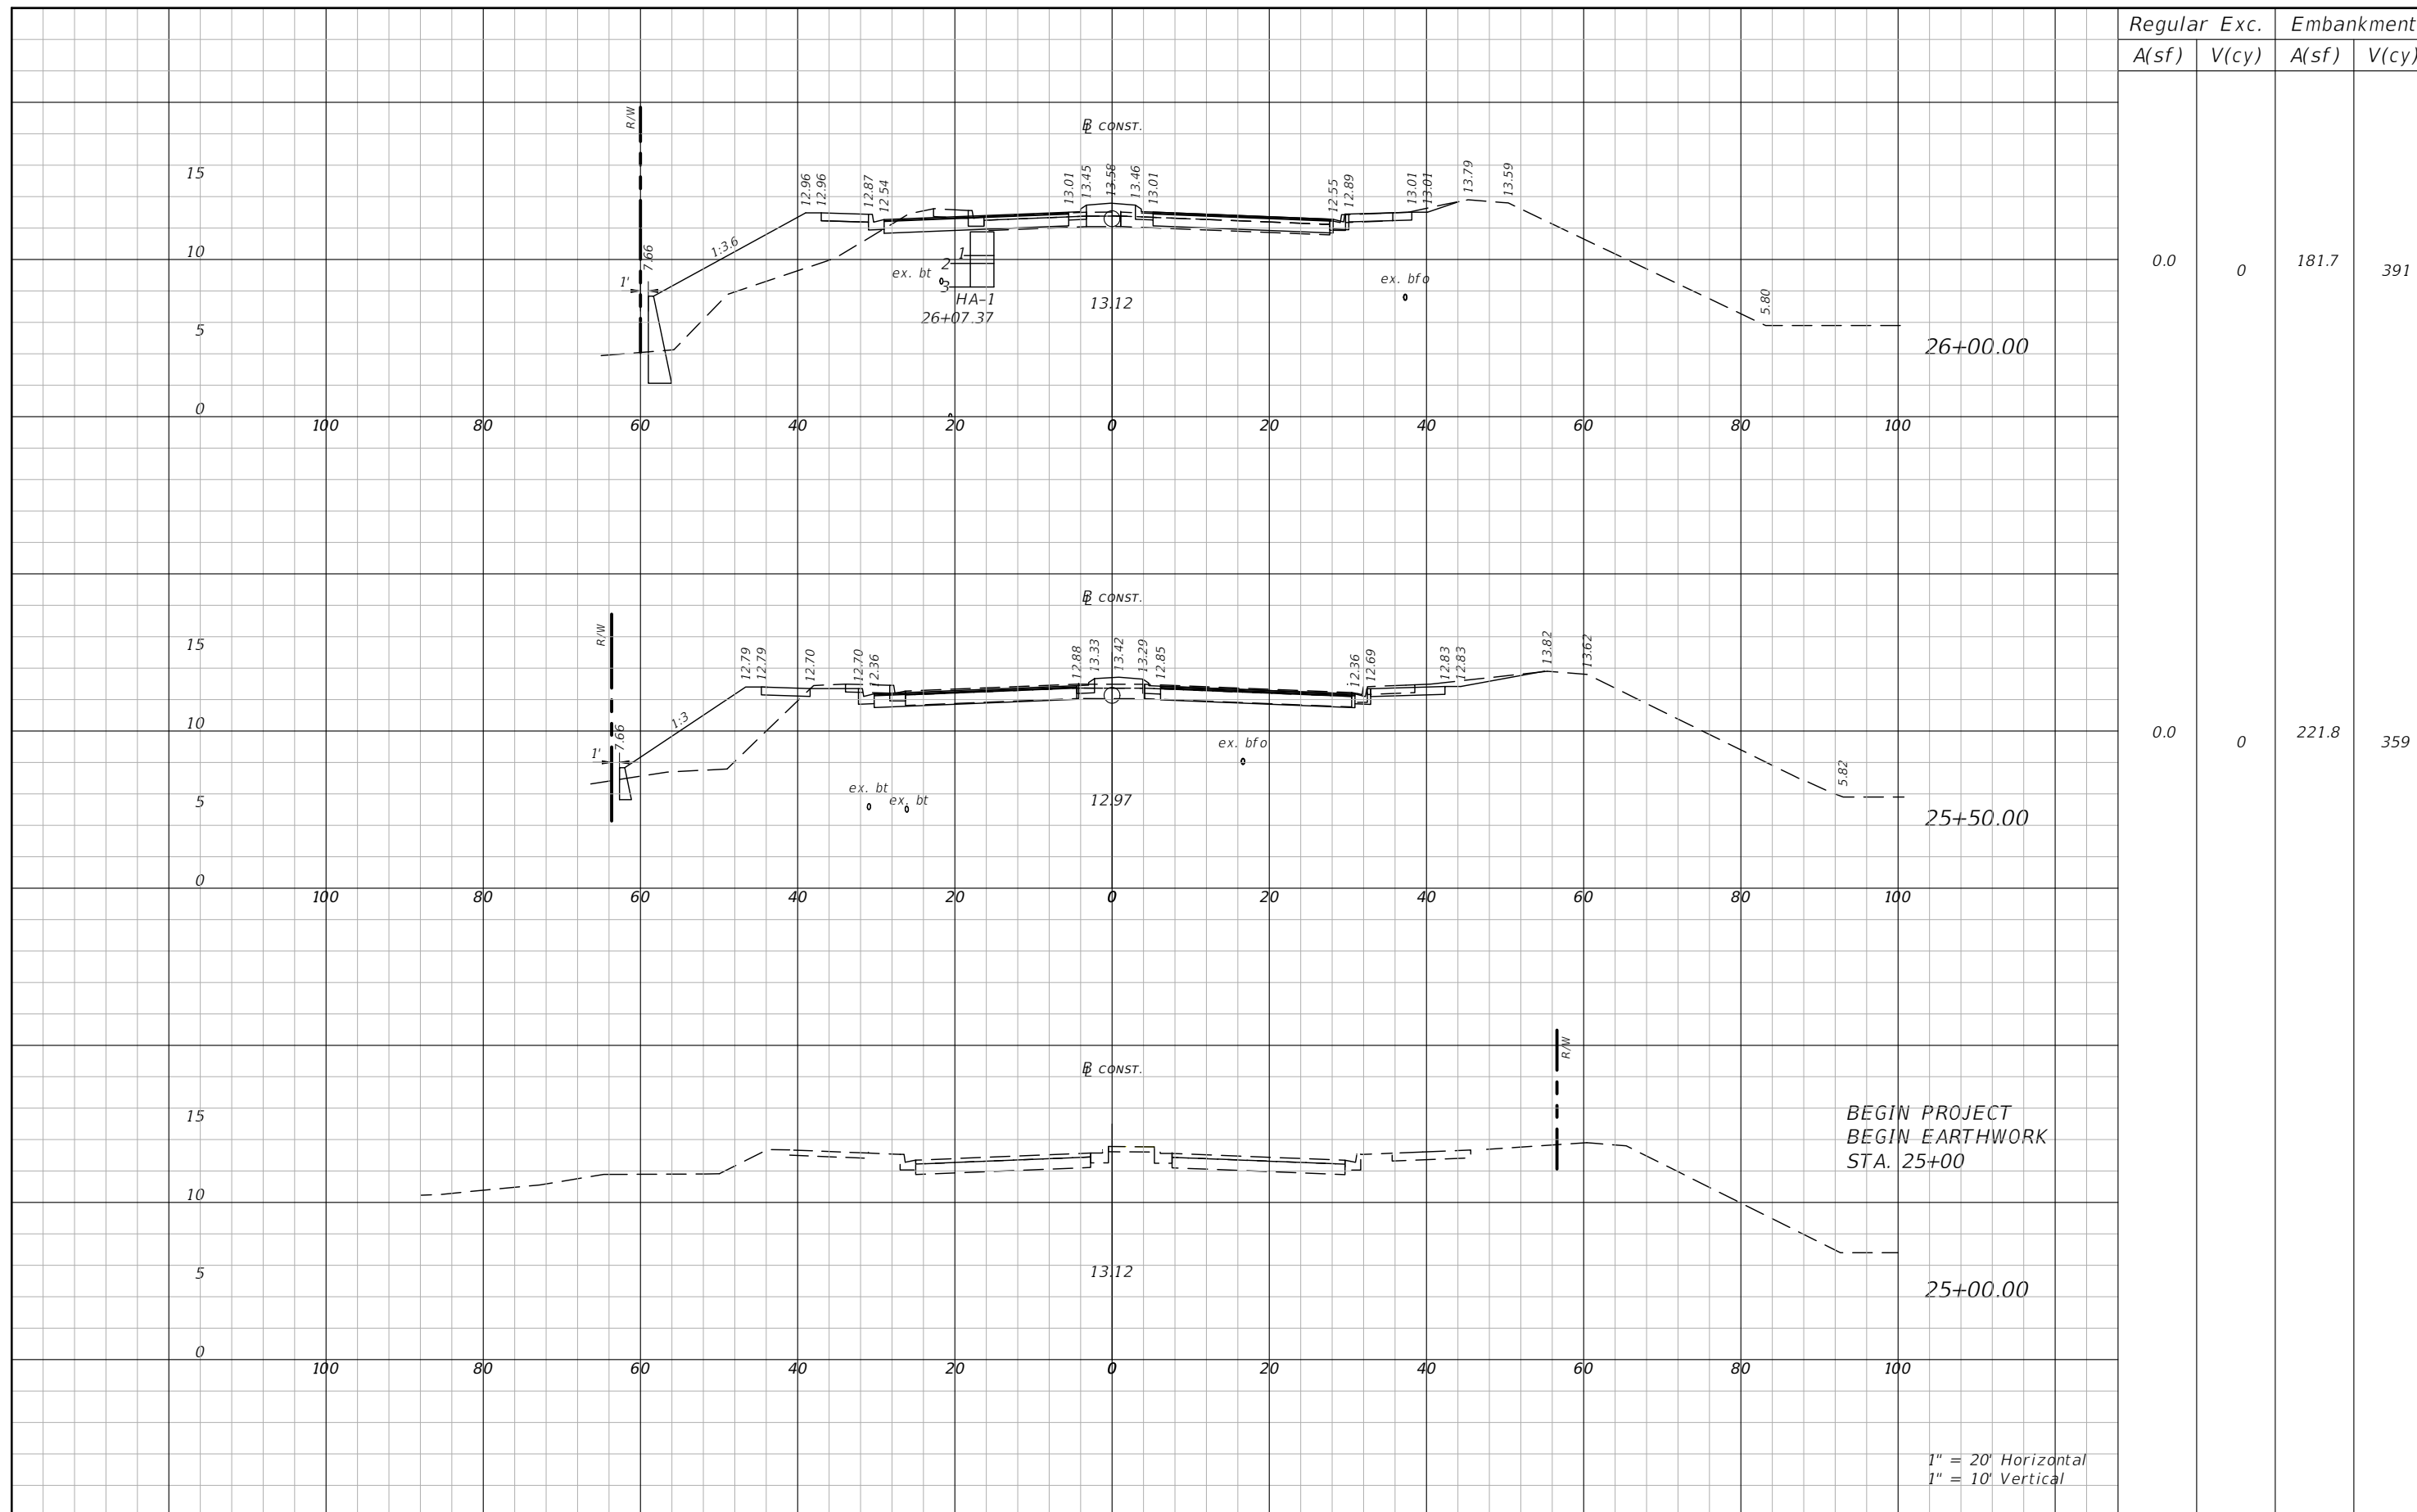 Regular Exc. Embankment
A(sf) V(cy) A(sf) V(cy)
R/W
BL CONST.
15
12.96 12.96 12.87 12.54 13.01 13.45 13.58 13.46 13.01 12.55 12.89 13.01 13.01 13.79 13.59
10
1:3.6
7.66
1'
1
2
3
ex. bt
ex. bfo
HA-1
26+07.37
13.12
5.80
5
26+00.00
0.0 0 181.7 391
0
100 80 60 40 20 0 20 40 60 80 100
BL CONST.
R/W
15
12.79 12.79 12.70 12.70 12.36 12.88 13.33 13.42 13.29 12.85 12.36 12.69 12.83 12.83 13.82 13.62
10
1:3
7.66
1'
ex. bfo
ex. bt
ex. bt
12.97
5.82
5
25+50.00
0.0 0 221.8 359
0
100 80 60 40 20 0 20 40 60 80 100
R/W
BL CONST.
15
BEGIN PROJECT
BEGIN EARTHWORK
STA. 25+00
10
5
13.12
25+00.00
0
100 80 60 40 20 0 20 40 60 80 100
1" = 20' Horizontal
1" = 10' Vertical